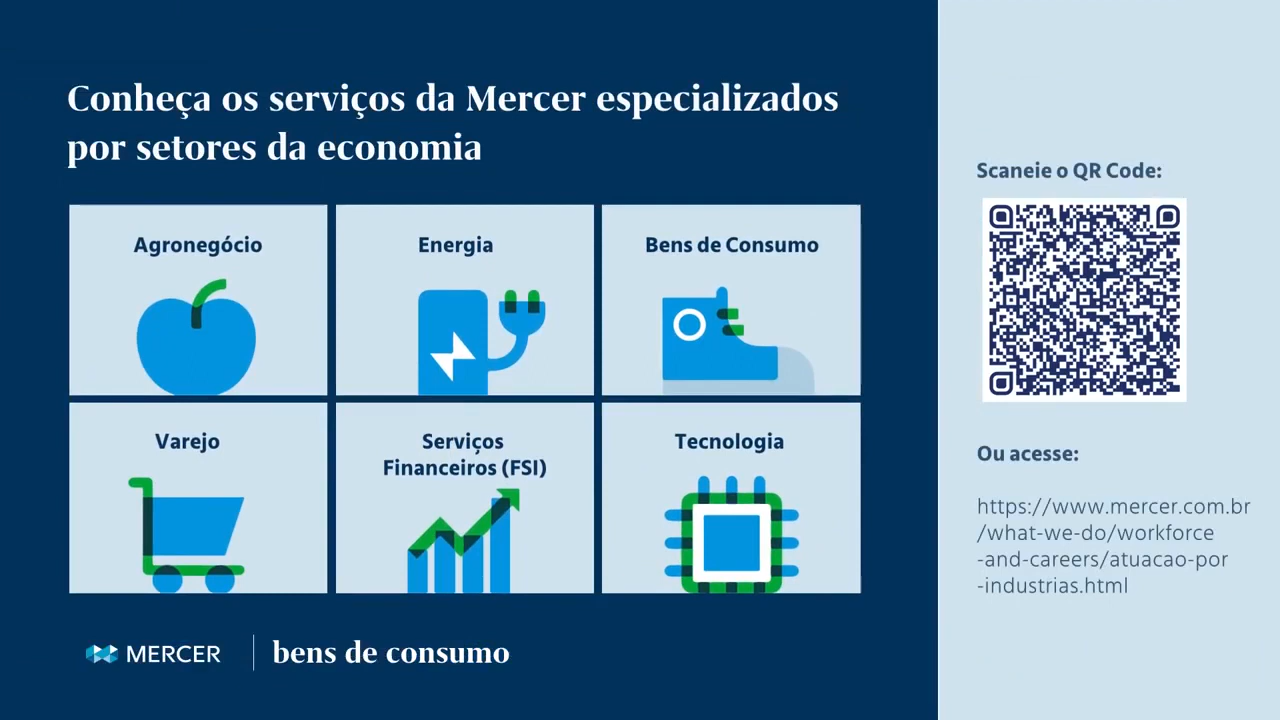 Conheça os serviços da Mercer especializados
por setores da economia
Agronegócio
Energia
Bens de Consumo
Varejo
Serviços
Financeiros (FSI)
Tecnologia
MERCER
bens de consumo
Scaneie o QR Code:
Ou acesse:
https://www.mercer.com.br
/what-we-do/workforce
-and-careers/atuacao-por
-industrias.html